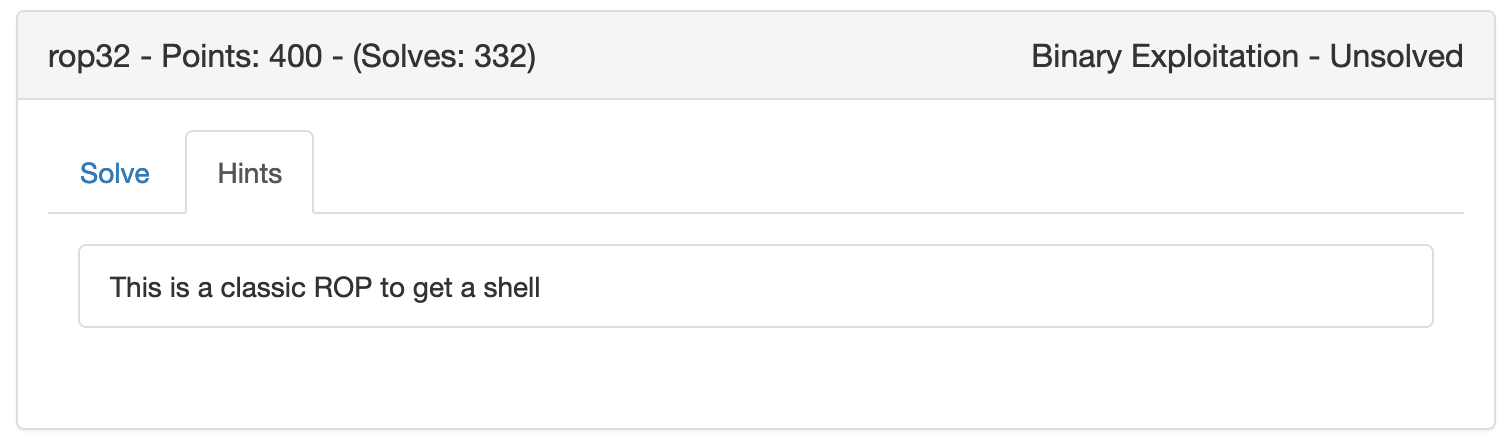 rop32 - Points: 400 - (Solves: 332) Binary Exploitation - Unsolved
Solve Hints
This is a classic ROP to get a shell